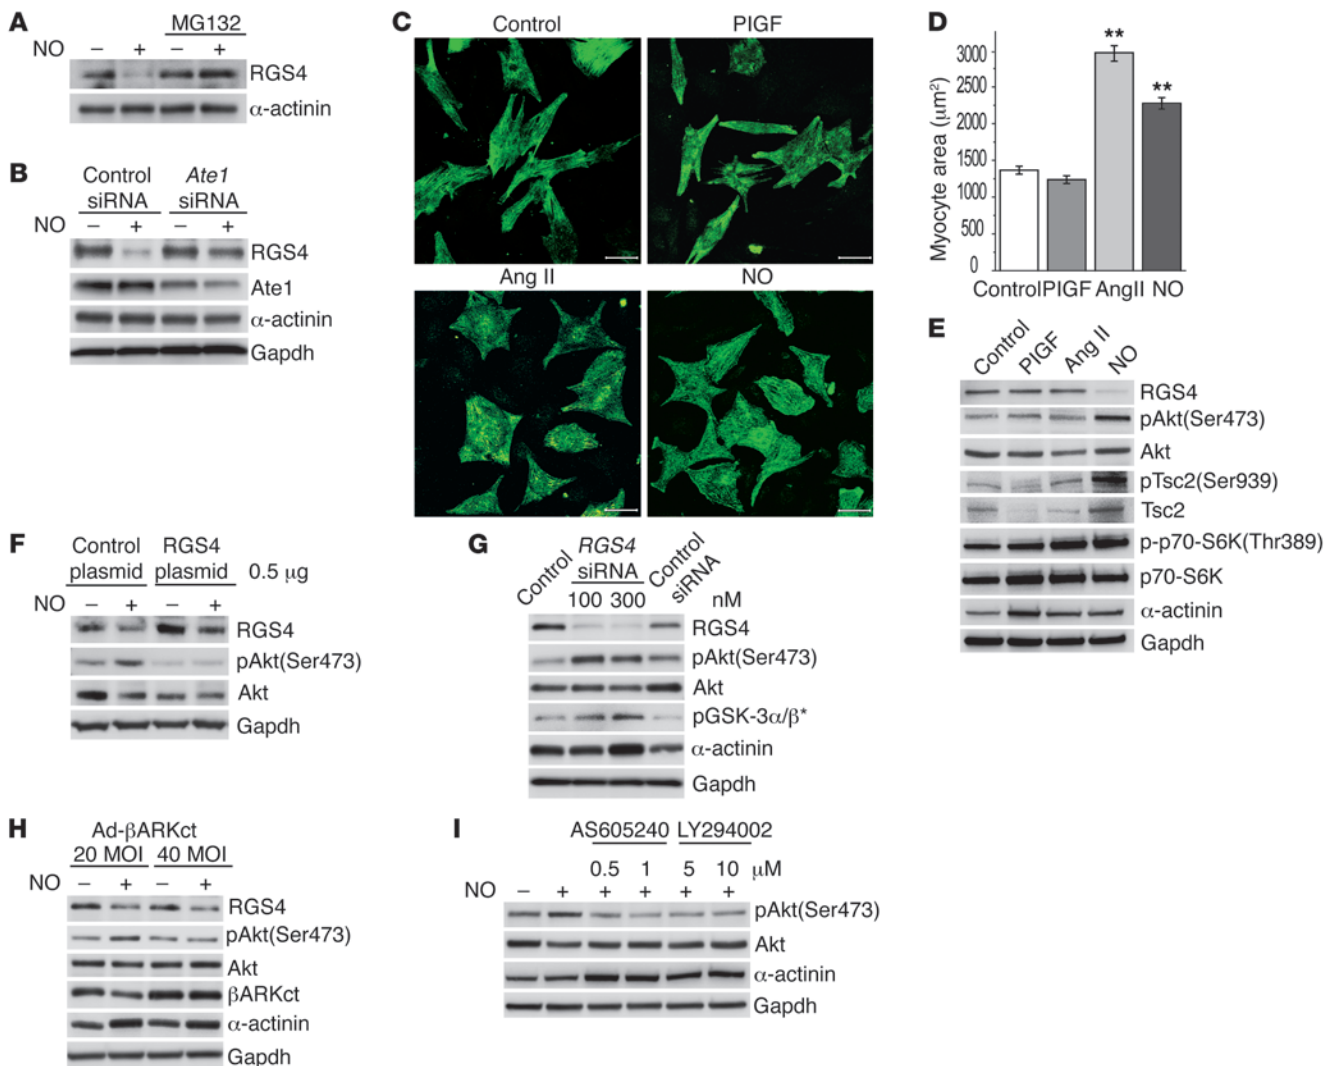 A
MG132
NO − + − +
RGS4
α-actinin
B
Control siRNA
Ate1 siRNA
NO − + − +
RGS4
Ate1
α-actinin
Gapdh
C
Control
PIGF
Ang II
NO
D
Myocyte area (μm²)
3000
2500
2000
1500
1000
500
0
**
**
Control PIGF AngII NO
E
Control PIGF Ang II NO
RGS4
pAkt(Ser473)
Akt
pTsc2(Ser939)
Tsc2
p-p70-S6K(Thr389)
p70-S6K
α-actinin
Gapdh
F
Control plasmid
RGS4 plasmid
0.5 μg
NO − + − +
RGS4
pAkt(Ser473)
Akt
Gapdh
G
Control
RGS4 siRNA
Control siRNA
100 300 nM
RGS4
pAkt(Ser473)
Akt
pGSK-3α/β*
α-actinin
Gapdh
H
Ad-βARKct
20 MOI 40 MOI
NO − + − +
RGS4
pAkt(Ser473)
Akt
βARKct
α-actinin
Gapdh
I
AS605240 LY294002
0.5 1 5 10 μM
NO − + + + + +
pAkt(Ser473)
Akt
α-actinin
Gapdh